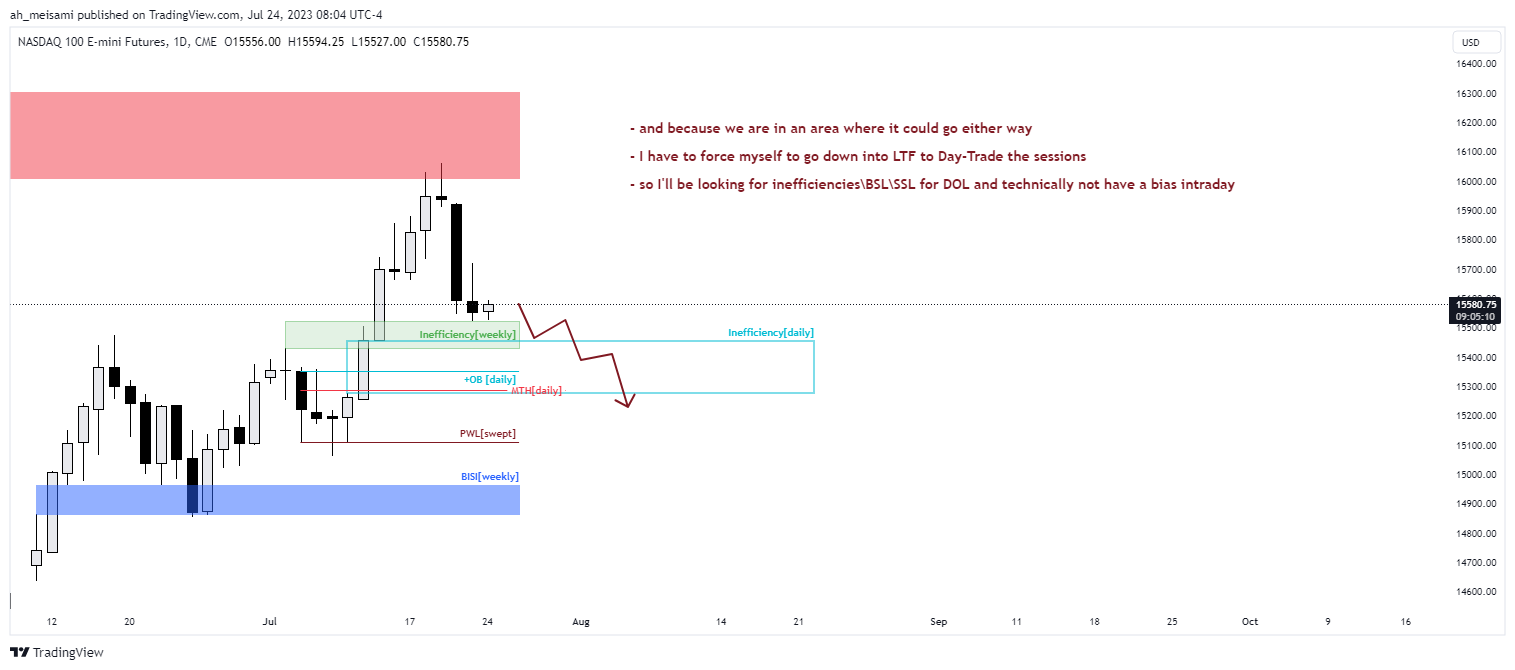 ah_meisami published on TradingView.com, Jul 24, 2023 08:04 UTC-4
NASDAQ 100 E-mini Futures, 1D, CME O15556.00 H15594.25 L15527.00 C15580.75
USD
16400.00
16300.00
16200.00
16100.00
16000.00
15900.00
15800.00
15700.00
15580.75
09:05:10
15500.00
15400.00
15300.00
15200.00
15100.00
15000.00
14900.00
14800.00
14700.00
14600.00
- and because we are in an area where it could go either way
- I have to force myself to go down into LTF to Day-Trade the sessions
- so I'll be looking for inefficiencies\BSL\SSL for DOL and technically not have a bias intraday
Inefficiency[weekly]
Inefficiency[daily]
+OB [daily]
MTH[daily]
PWL[swept]
BISI[weekly]
12 20 Jul 17 24 Aug 14 21 Sep 11 18 25 Oct 9 16
TradingView